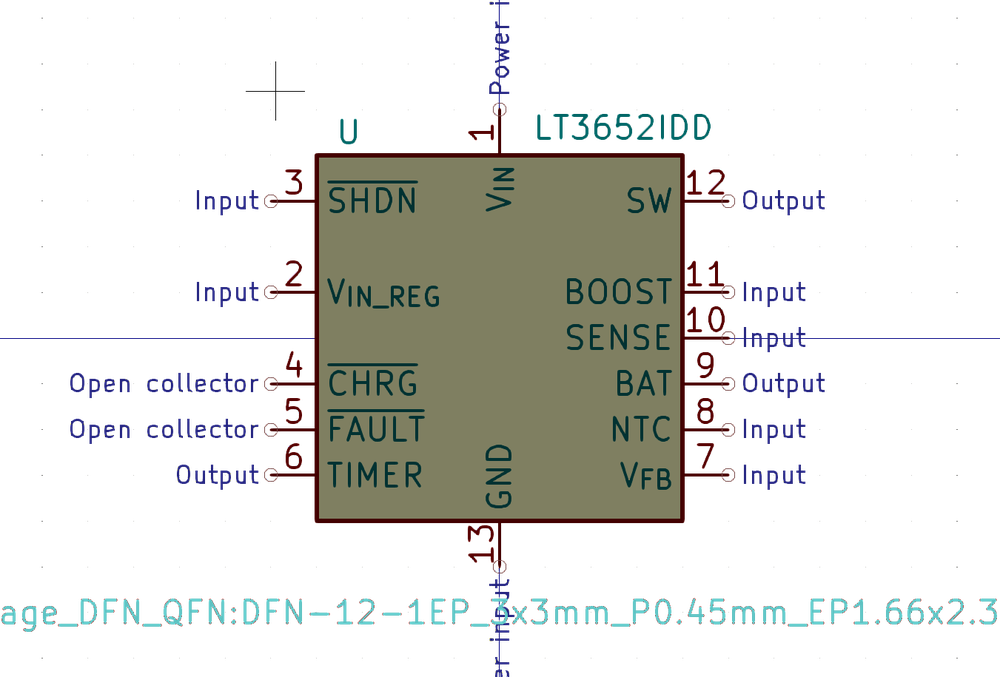 Power i
U
LT3652IDD
1
VIN
Input 3 SHDN
SW 12 Output
Input 2 VIN_REG
BOOST 11 Input
SENSE 10 Input
Open collector 4 CHRG
BAT 9 Output
Open collector 5 FAULT
NTC 8 Input
Output 6 TIMER
VFB 7 Input
GND
13
er input
age_DFN_QFN:DFN-12-1EP_3x3mm_P0.45mm_EP1.66x2.3